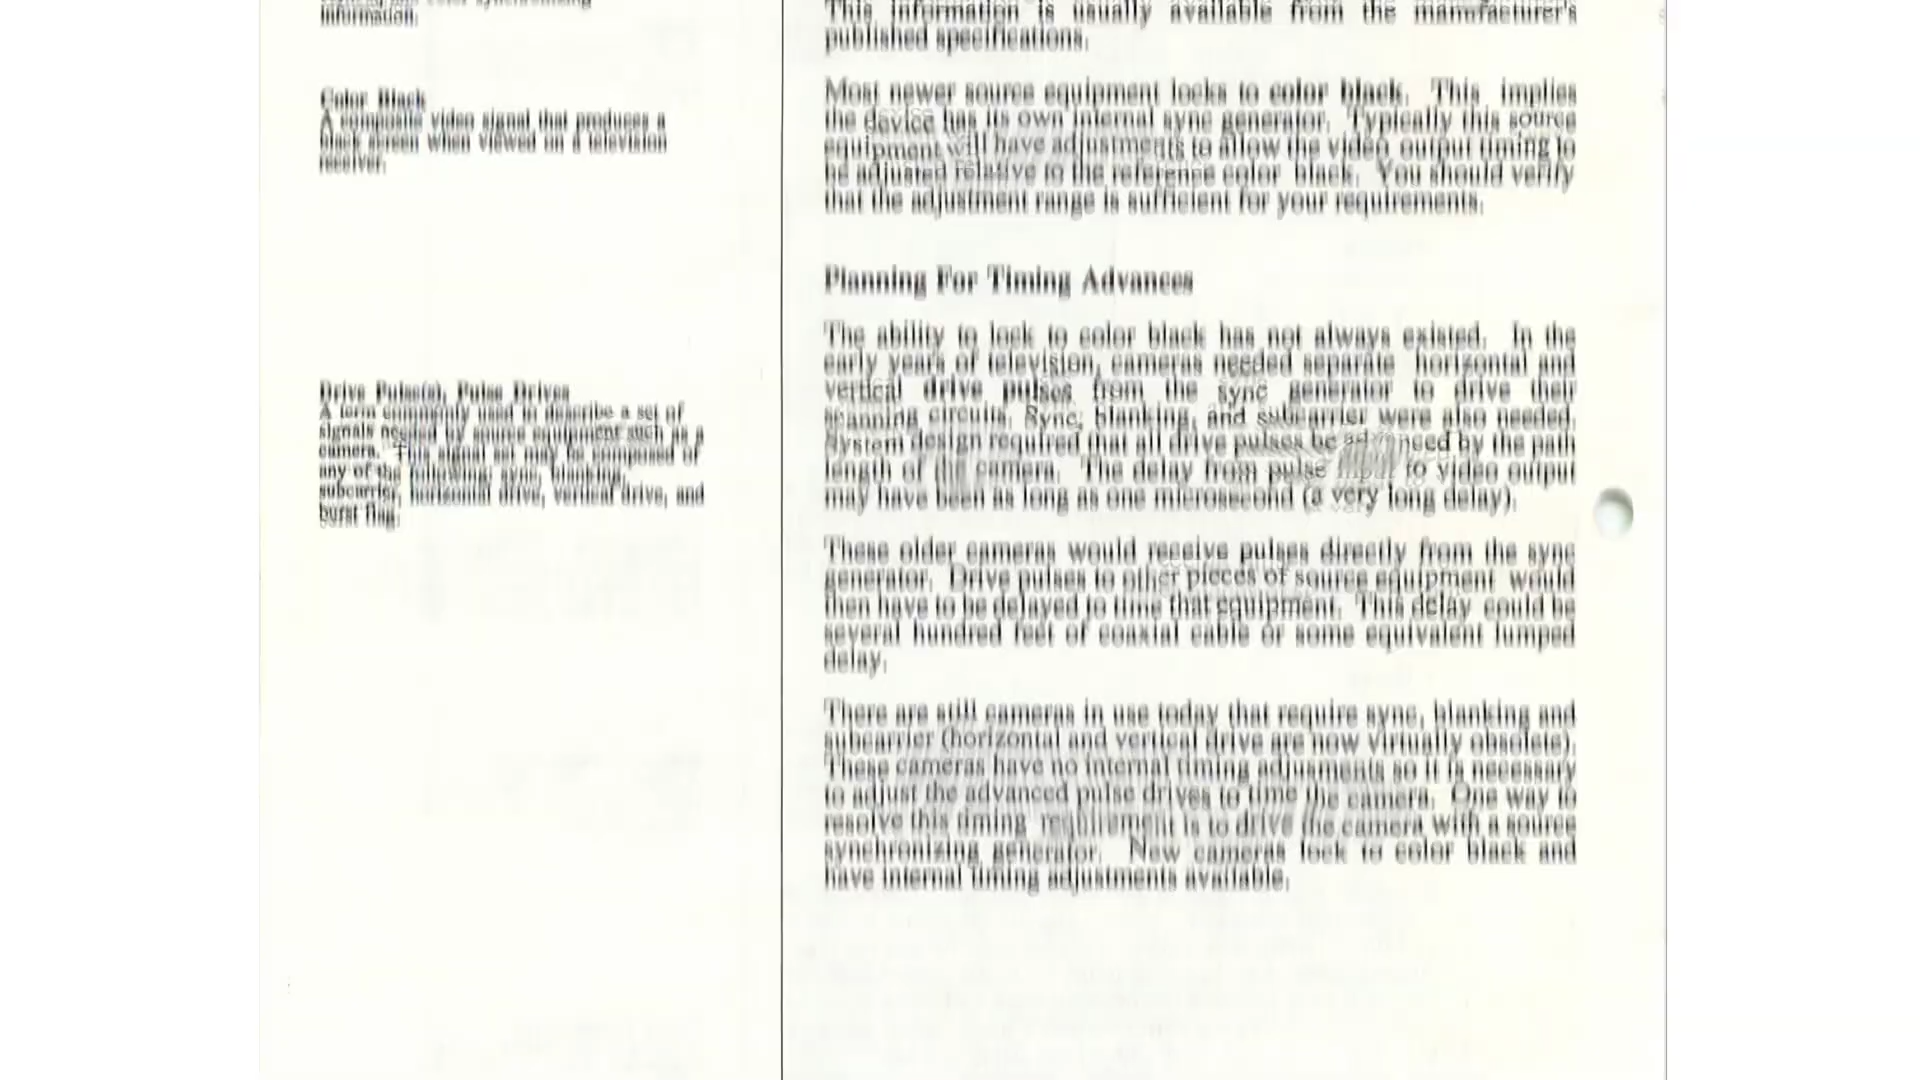 information.
Color Black
A composite video signal that produces a
black screen when viewed on a television
receiver.
Drive Pulse(s), Pulse Drives
A term commonly used to describe a set of
signals needed by source equipment such as a
camera. This signal set may be composed of
any of the following sync, blanking,
subcarrier, horizontal drive, vertical drive, and
burst flag.
This information is usually available from the manufacturer's
published specifications.
Most newer source equipment locks to color black. This implies
the device has its own internal sync generator. Typically this source
equipment will have adjustments to allow the video output timing to
be adjusted relative to the reference color black. You should verify
that the adjustment range is sufficient for your requirements.
Planning For Timing Advances
The ability to lock to color black has not always existed. In the
early years of television, cameras needed separate horizontal and
vertical drive pulses from the sync generator to drive their
scanning circuits. Sync, blanking, and subcarrier were also needed.
System design required that all drive pulses be advanced by the path
length of the camera. The delay from pulse input to video output
may have been as long as one microsecond (a very long delay).
These older cameras would receive pulses directly from the sync
generator. Drive pulses to other pieces of source equipment would
then have to be delayed to time that equipment. This delay could be
several hundred feet of coaxial cable or some equivalent lumped
delay.
There are still cameras in use today that require sync, blanking and
subcarrier (horizontal and vertical drive are now virtually obsolete).
These cameras have no internal timing adjusments so it is necessary
to adjust the advanced pulse drives to time the camera. One way to
resolve this timing requirement is to drive the camera with a source
synchronizing generator. New cameras lock to color black and
have internal timing adjustments available.